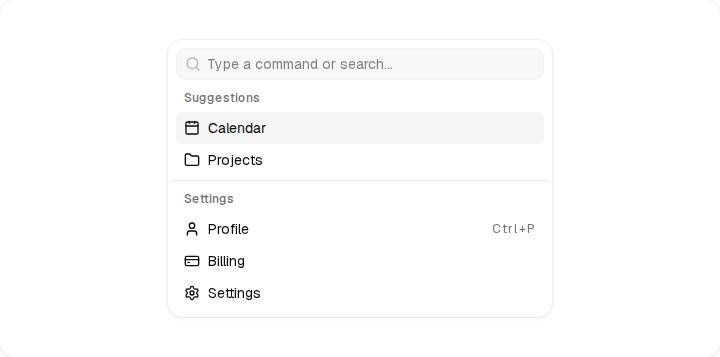 Type a command or search...
Suggestions
Calendar
Projects
Settings
Profile Ctrl+P
Billing
Settings